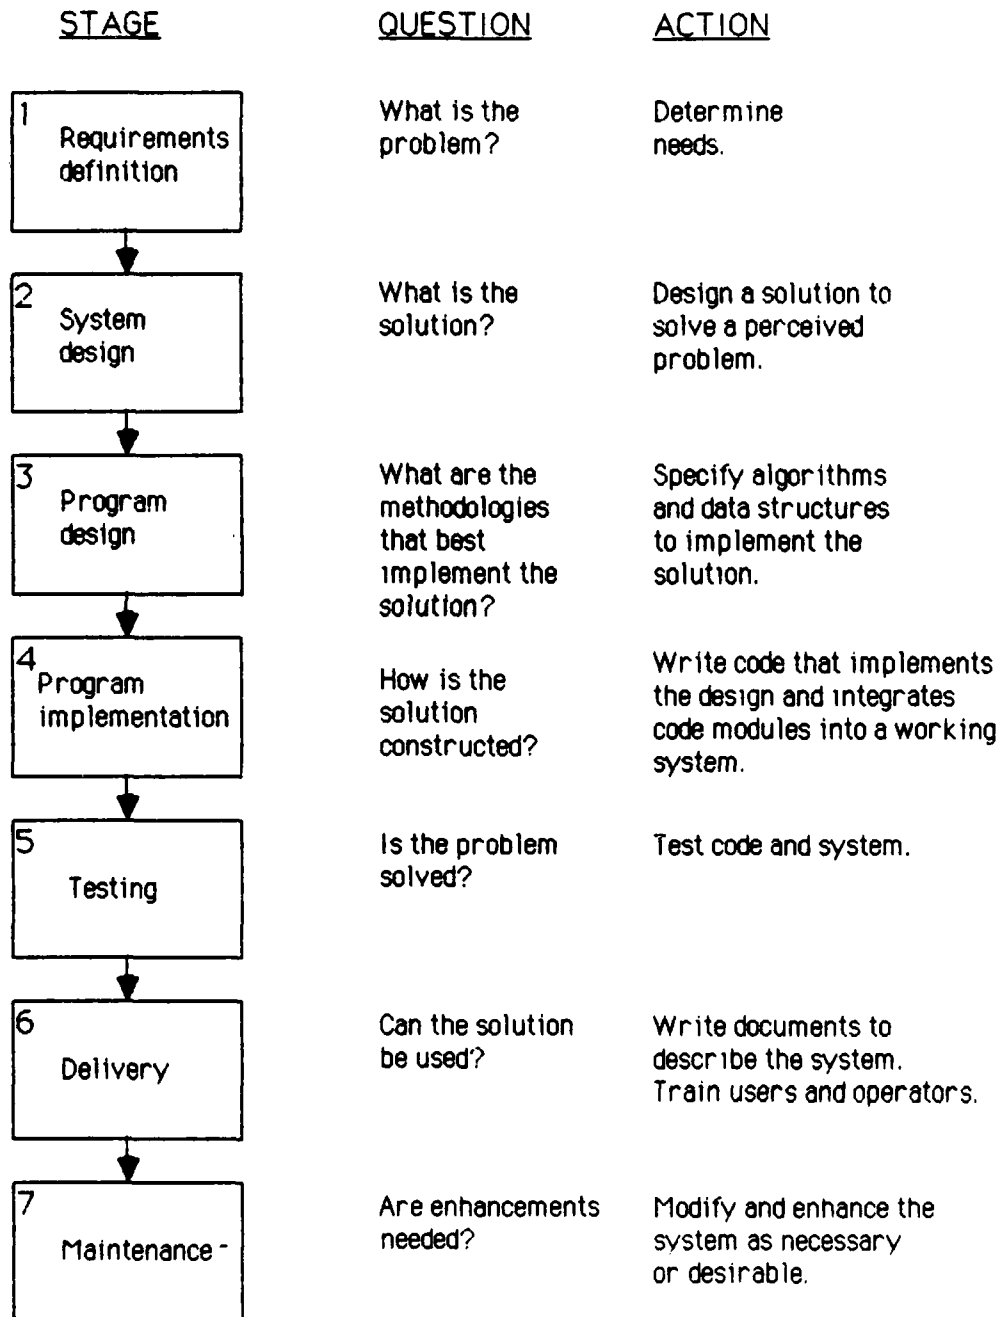 STAGE QUESTION ACTION
1
Requirements
definition
What is the
problem?
Determine
needs.
2
System
design
What is the
solution?
Design a solution to
solve a perceived
problem.
3
Program
design
What are the
methodologies
that best
implement the
solution?
Specify algorithms
and data structures
to implement the
solution.
4
Program
implementation
How is the
solution
constructed?
Write code that implements
the design and integrates
code modules into a working
system.
5
Testing
Is the problem
solved?
Test code and system.
6
Delivery
Can the solution
be used?
Write documents to
describe the system.
Train users and operators.
7
Maintenance -
Are enhancements
needed?
Modify and enhance the
system as necessary
or desirable.